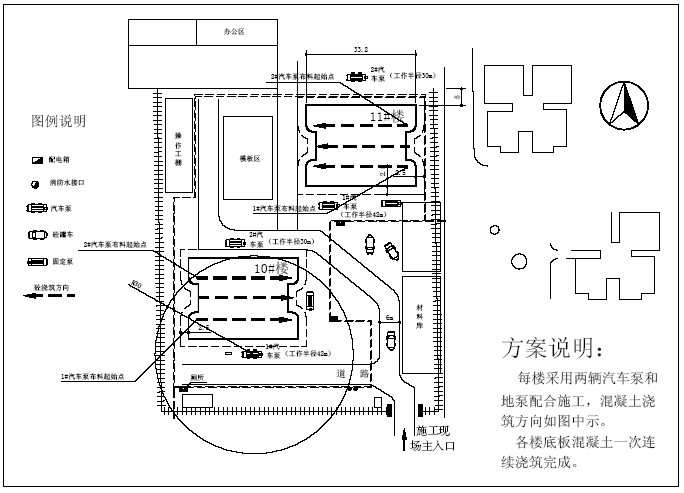 办公区
33.2
2#汽车泵布料起始点
2#汽
车泵
(工作半径30m)
6
11#楼
图例说明
操作工棚
模板区
配电箱
消防水接口
汽车泵
砼罐车
固定泵
砼浇筑方向
2
2.5
1#汽车泵布料起始点
1#汽
车泵
(工作半径42m)
2#汽车泵布料起始点
2#汽
车泵
(工作半径30m)
10#楼
R30
2.5
6m
材料库
1#汽
车泵
(工作半径42m)
道 路
1#汽车泵布料起始点
厕所
施工现
场主入口
方案说明:
每楼采用两辆汽车泵和
地泵配合施工,混凝土浇
筑方向如图中示。
各楼底板混凝土一次连
续浇筑完成。